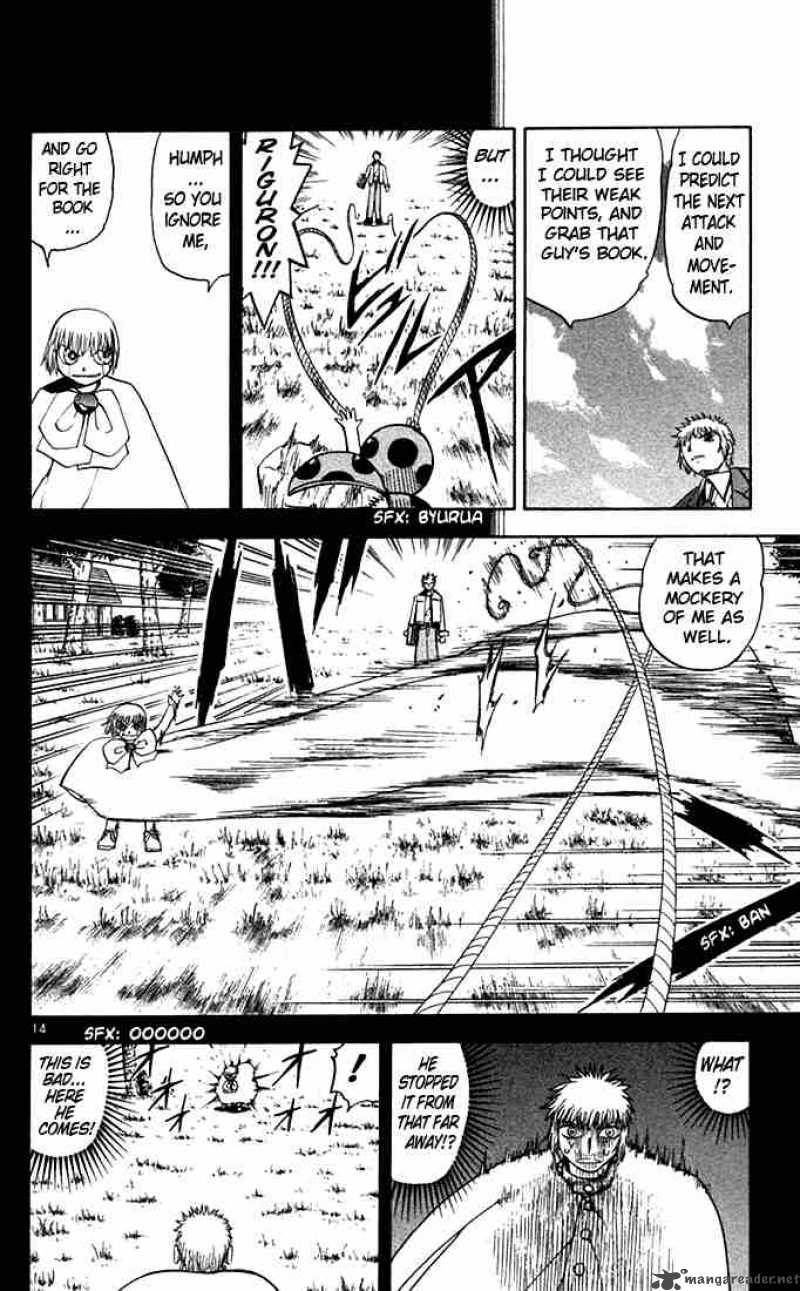 I COULD
PREDICT
THE NEXT
ATTACK
AND
MOVE-
MENT.
I THOUGHT
I COULD SEE
THEIR WEAK
POINTS, AND
GRAB THAT
GUY'S BOOK.
BUT
...
RIGURON!!!
SFX: BYURUA
HUMPH
...
SO YOU
IGNORE
ME,
AND GO
RIGHT
FOR THE
BOOK
...
THAT
MAKES A
MOCKERY
OF ME AS
WELL.
SFX: BAN
14
SFX: OOOOOO
WHAT
!?
HE
STOPPED
IT FROM
THAT FAR
AWAY!?
!
THIS IS
BAD...
HERE
HE
COMES!
mangareader.net